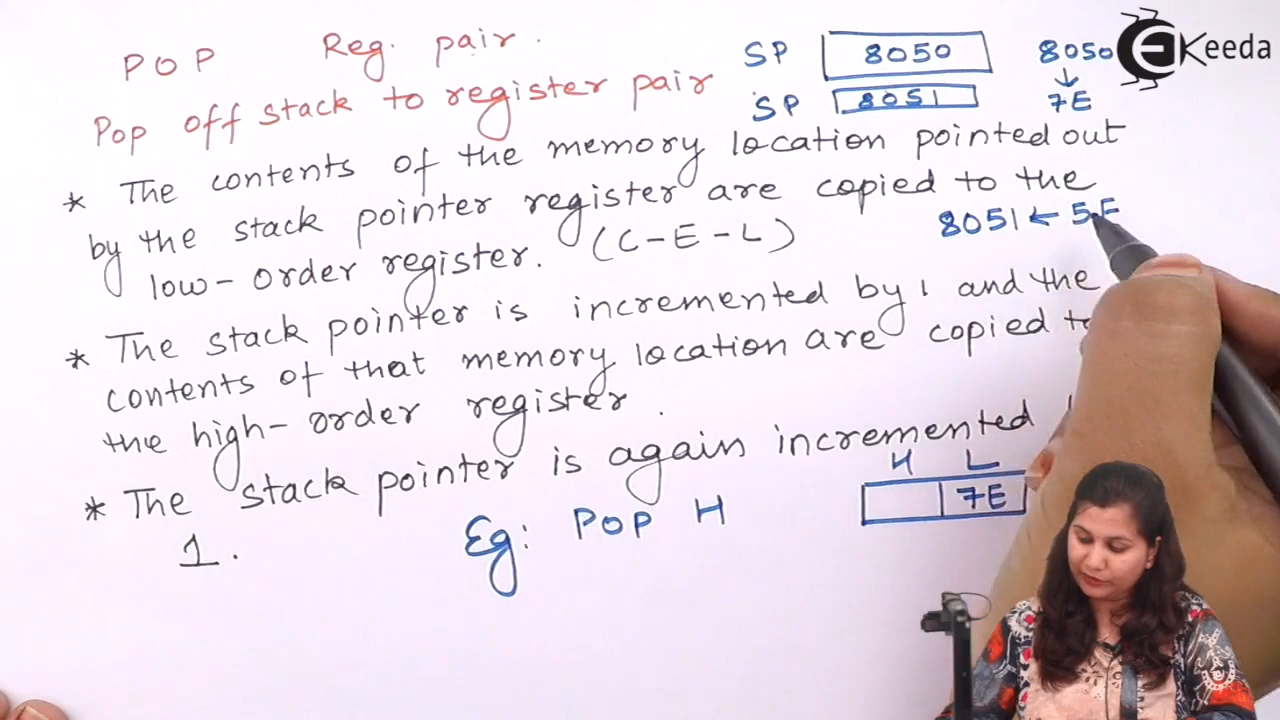 POP Reg. pair.
Pop off stack to register pair
SP 8050
SP 8051
8050
↓
7E
EKeeda
* The contents of the memory location pointed out
by the stack pointer register are copied to the
low-order register. (C-E-L)
8051 ← 5F
* The stack pointer is incremented by 1 and the
contents of that memory location are copied to
the high-order register.
* The stack pointer is again incremented
1.
Eg: POP H
H L
7E